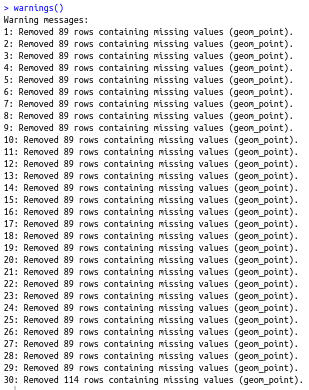 > warnings()
Warning messages:
1: Removed 89 rows containing missing values (geom_point).
2: Removed 89 rows containing missing values (geom_point).
3: Removed 89 rows containing missing values (geom_point).
4: Removed 89 rows containing missing values (geom_point).
5: Removed 89 rows containing missing values (geom_point).
6: Removed 89 rows containing missing values (geom_point).
7: Removed 89 rows containing missing values (geom_point).
8: Removed 89 rows containing missing values (geom_point).
9: Removed 89 rows containing missing values (geom_point).
10: Removed 89 rows containing missing values (geom_point).
11: Removed 89 rows containing missing values (geom_point).
12: Removed 89 rows containing missing values (geom_point).
13: Removed 89 rows containing missing values (geom_point).
14: Removed 89 rows containing missing values (geom_point).
15: Removed 89 rows containing missing values (geom_point).
16: Removed 89 rows containing missing values (geom_point).
17: Removed 89 rows containing missing values (geom_point).
18: Removed 89 rows containing missing values (geom_point).
19: Removed 89 rows containing missing values (geom_point).
20: Removed 89 rows containing missing values (geom_point).
21: Removed 89 rows containing missing values (geom_point).
22: Removed 89 rows containing missing values (geom_point).
23: Removed 89 rows containing missing values (geom_point).
24: Removed 89 rows containing missing values (geom_point).
25: Removed 89 rows containing missing values (geom_point).
26: Removed 89 rows containing missing values (geom_point).
27: Removed 89 rows containing missing values (geom_point).
28: Removed 89 rows containing missing values (geom_point).
29: Removed 89 rows containing missing values (geom_point).
30: Removed 114 rows containing missing values (geom_point).